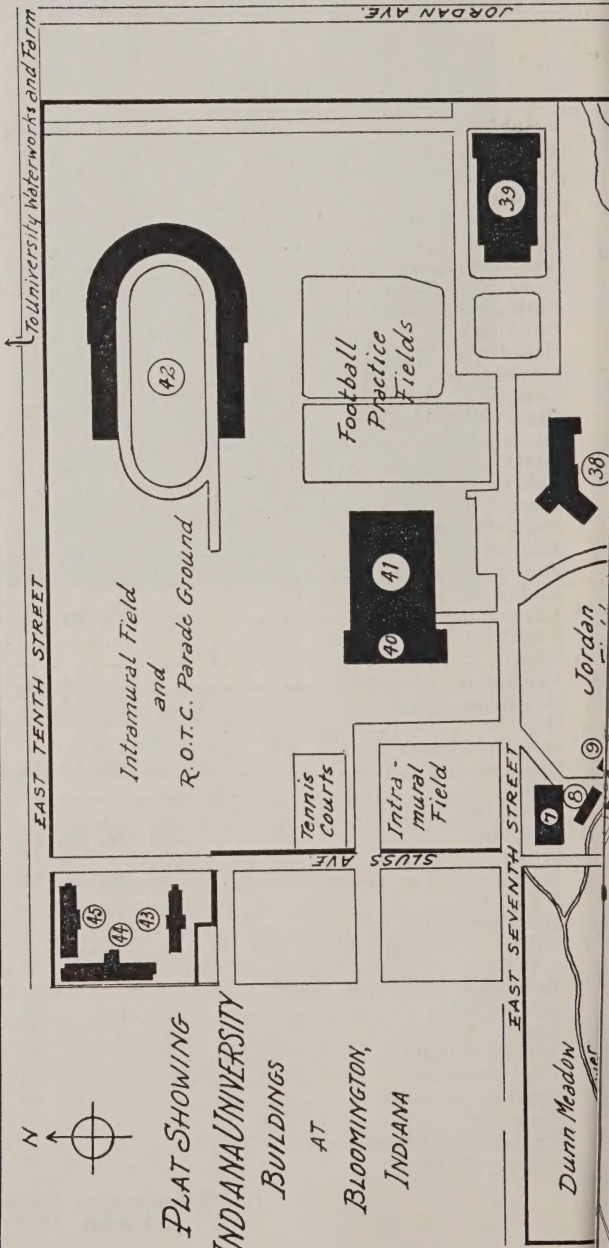 N
PLAT SHOWING
INDIANA UNIVERSITY
BUILDINGS
AT
BLOOMINGTON,
INDIANA
To University Waterworks and Farm
EAST TENTH STREET
JORDAN AVE.
45
44
43
Intramural Field
and
R.O.T.C. Parade Ground
42
Tennis
Courts
SLUSS AVE.
Intra-
mural
Field
40
41
Football
Practice
Fields
39
EAST SEVENTH STREET
Dunn Meadow
7
8
9
Jordan
38